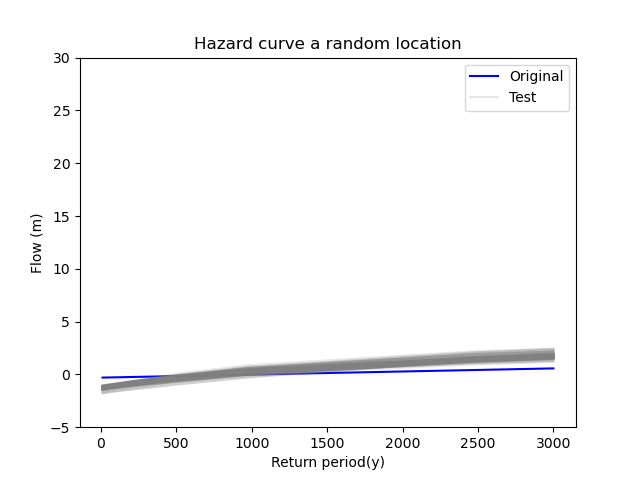 Hazard curve a random location
Original
Test
30
25
20
15
10
5
0
−5
Flow (m)
0 500 1000 1500 2000 2500 3000
Return period(y)